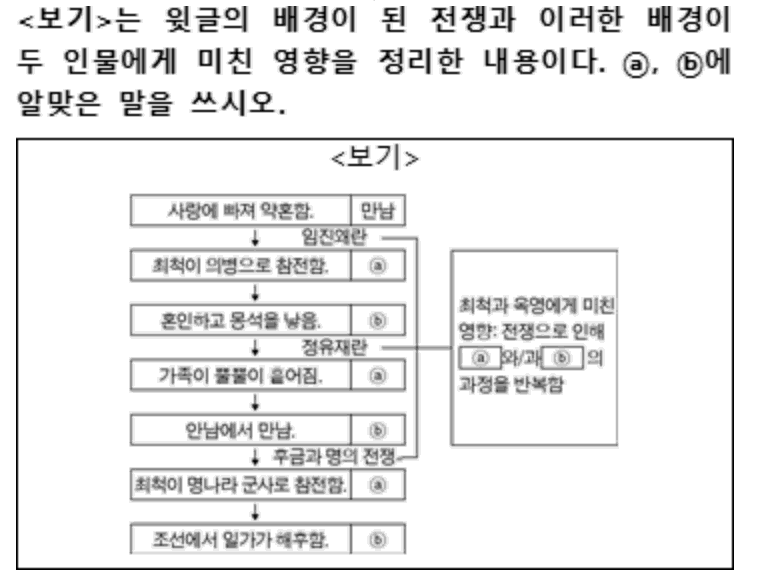 <보기>는 윗글의 배경이 된 전쟁과 이러한 배경이
두 인물에게 미친 영향을 정리한 내용이다. ⓐ, ⓑ에
알맞은 말을 쓰시오.
<보기>
사랑에 빠져 약혼함. 만남
↓ 임진왜란
최척이 의병으로 참전함. ⓐ
↓
혼인하고 몽석을 낳음. ⓑ
↓ 정유재란
가족이 뿔뿔이 흩어짐. ⓐ
↓
안남에서 만남. ⓑ
↓ 후금과 명의 전쟁
최척이 명나라 군사로 참전함. ⓐ
↓
조선에서 일가가 해후함. ⓑ
최척과 옥영에게 미친
영향: 전쟁으로 인해
ⓐ 와/과 ⓑ 의
과정을 반복함